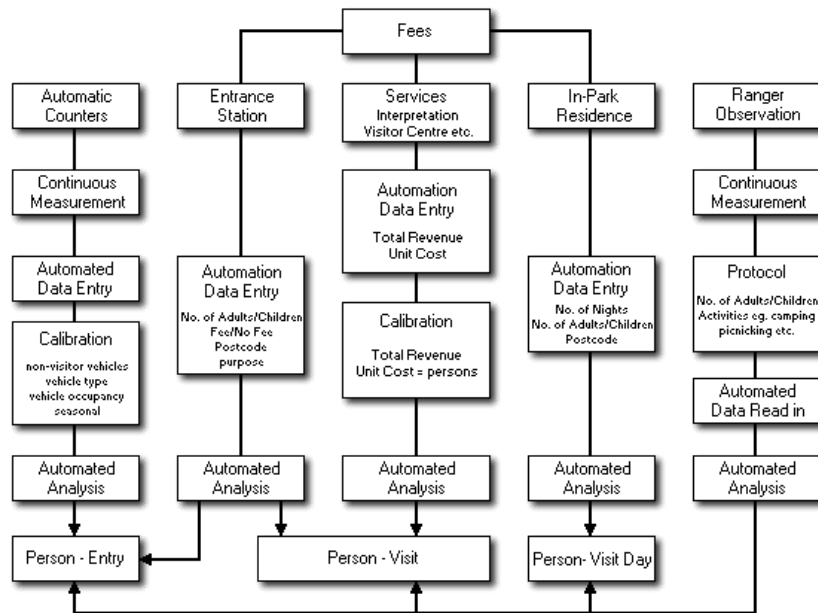 Fees
Automatic
Counters
Entrance
Station
Services
Interpretation
Visitor Centre etc.
In-Park
Residence
Ranger
Observation
Continuous
Measurement
Automation
Data Entry
Total Revenue
Unit Cost
Continuous
Measurement
Automated
Data Entry
Automation
Data Entry
No. of Adults/Children
Fee/No Fee
Postcode
purpose
Automation
Data Entry
No. of Nights
No. of Adults/Children
Postcode
Protocol
No. of Adults/Children
Activities eg. camping
picnicking etc.
Calibration
non-visitor vehicles
vehicle type
vehicle occupancy
seasonal
Calibration
Total Revenue
Unit Cost = persons
Automated
Data Read in
Automated
Analysis
Automated
Analysis
Automated
Analysis
Automated
Analysis
Automated
Analysis
Person - Entry
Person - Visit
Person- Visit Day